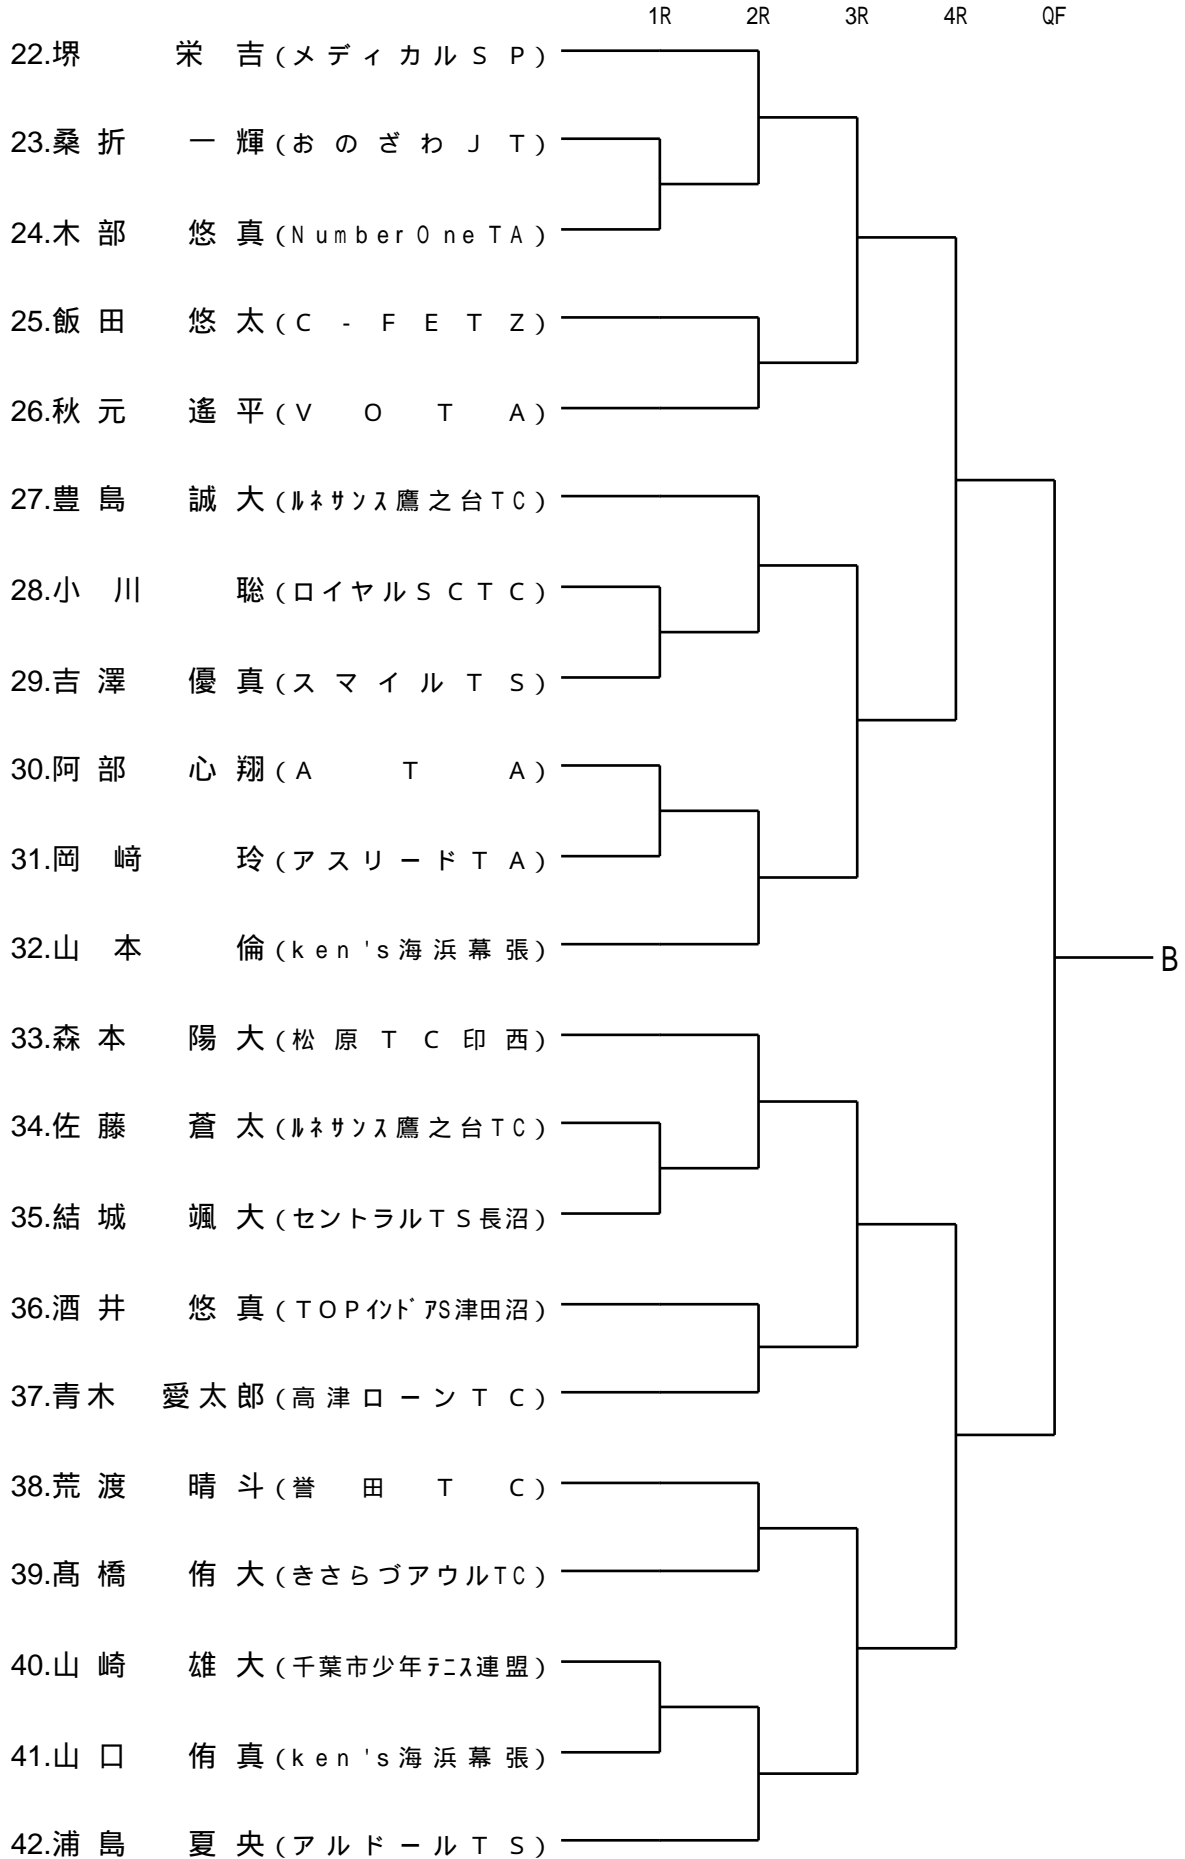 1R 2R 3R 4R QF
22.堺 栄吉(メディカルSP)
23.桑折 一輝(おのざわJT)
24.木部 悠真(NumberOneTA)
25.飯田 悠太(C-FETZ)
26.秋元 遙平(VOTA)
27.豊島 誠大(ﾙﾈｻﾝｽ鷹之台TC)
28.小川 聡(ロイヤルSCTC)
29.吉澤 優真(スマイルTS)
30.阿部 心翔(ATA)
31.岡﨑 玲(アスリードTA)
32.山本 倫(ken's海浜幕張)
B
33.森本 陽大(松原TC印西)
34.佐藤 蒼太(ﾙﾈｻﾝｽ鷹之台TC)
35.結城 颯大(セントラルTS長沼)
36.酒井 悠真(TOPｲﾝﾄﾞｱS津田沼)
37.青木 愛太郎(高津ローンTC)
38.荒渡 晴斗(誉田TC)
39.髙橋 侑大(きさらづアウルTC)
40.山崎 雄大(千葉市少年ﾃﾆｽ連盟)
41.山口 侑真(ken's海浜幕張)
42.浦島 夏央(アルドールTS)